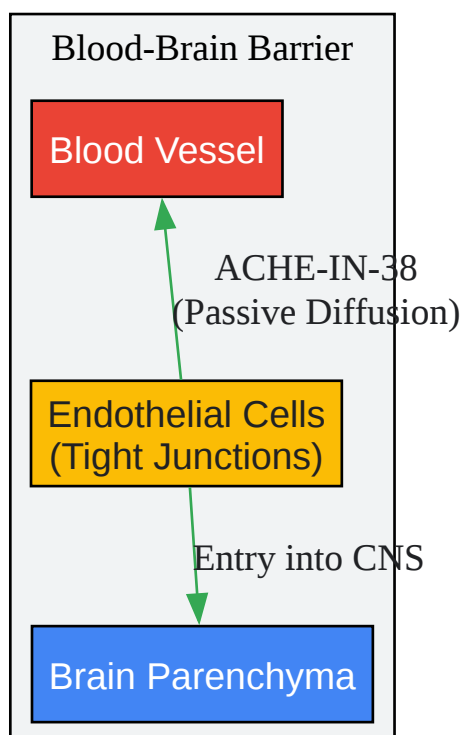 Blood-Brain Barrier
Blood Vessel
ACHE-IN-38
(Passive Diffusion)
Endothelial Cells
(Tight Junctions)
Entry into CNS
Brain Parenchyma